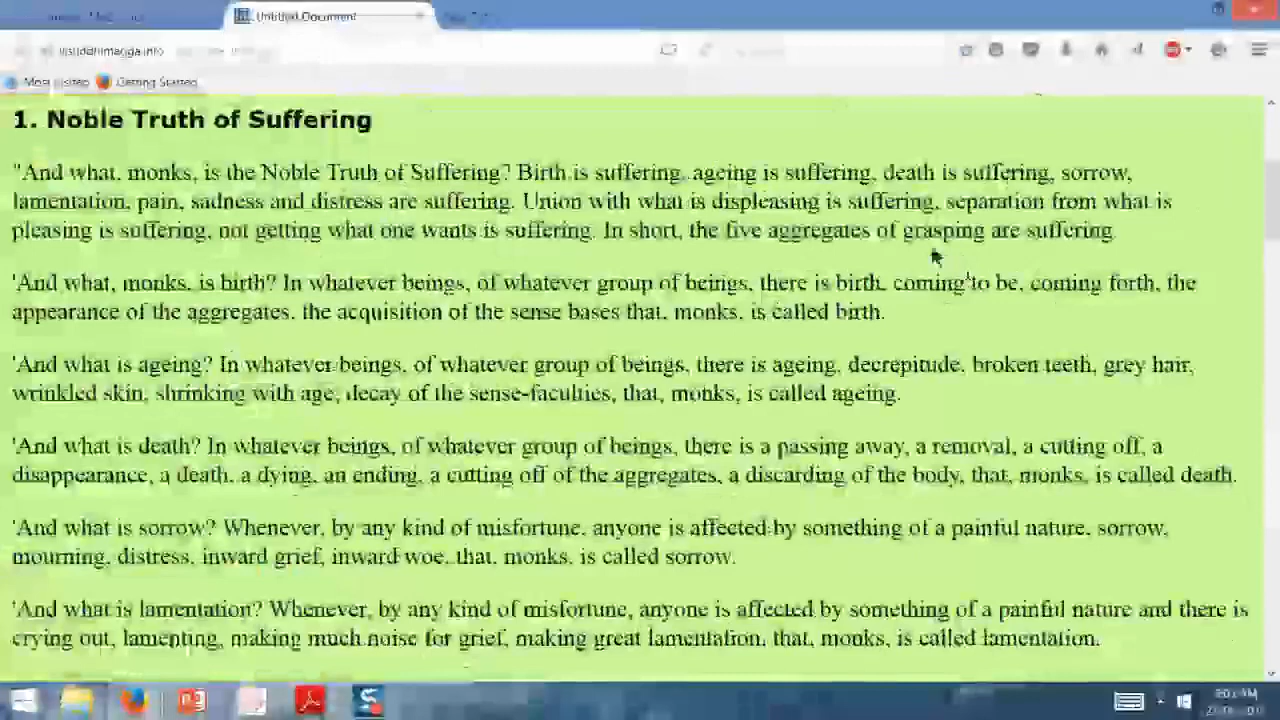 Untitled Document
visuddhimagga.info
Most Visited Getting Started
1. Noble Truth of Suffering
"And what, monks, is the Noble Truth of Suffering? Birth is suffering, ageing is suffering, death is suffering, sorrow,
lamentation, pain, sadness and distress are suffering. Union with what is displeasing is suffering, separation from what is
pleasing is suffering, not getting what one wants is suffering. In short, the five aggregates of grasping are suffering.
'And what, monks, is birth? In whatever beings, of whatever group of beings, there is birth, coming to be, coming forth, the
appearance of the aggregates, the acquisition of the sense bases that, monks, is called birth.
'And what is ageing? In whatever beings, of whatever group of beings, there is ageing, decrepitude, broken teeth, grey hair,
wrinkled skin, shrinking with age, decay of the sense-faculties, that, monks, is called ageing.
'And what is death? In whatever beings, of whatever group of beings, there is a passing away, a removal, a cutting off, a
disappearance, a death, a dying, an ending, a cutting off of the aggregates, a discarding of the body, that, monks, is called death.
'And what is sorrow? Whenever, by any kind of misfortune, anyone is affected by something of a painful nature, sorrow,
mourning, distress, inward grief, inward woe, that, monks, is called sorrow.
'And what is lamentation? Whenever, by any kind of misfortune, anyone is affected by something of a painful nature and there is
crying out, lamenting, making much noise for grief, making great lamentation, that, monks, is called lamentation.